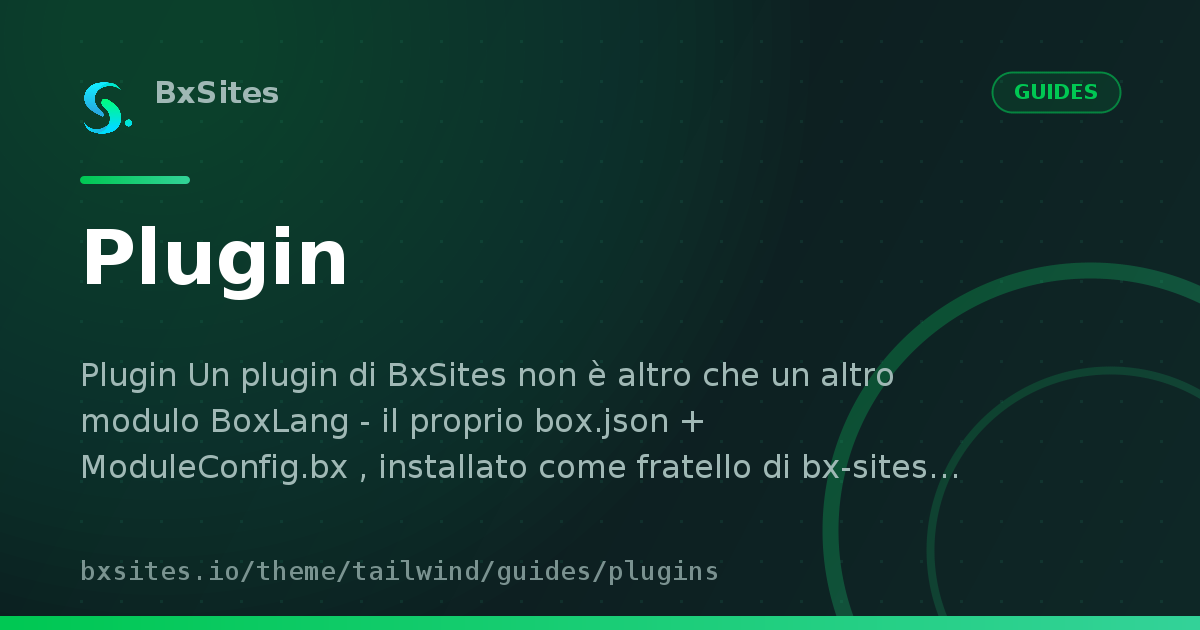 BxSites
GUIDES
Plugin
Plugin Un plugin di BxSites non è altro che un altro
modulo BoxLang - il proprio box.json +
ModuleConfig.bx , installato come fratello di bx-sites…
bxsites.io/theme/tailwind/guides/plugins